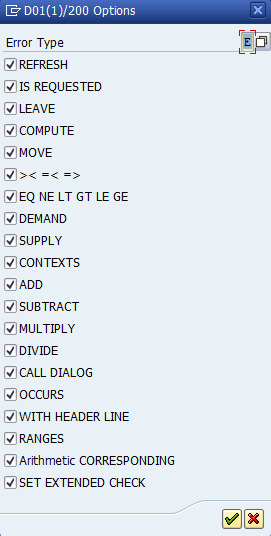 D01(1)/200 Options
Error Type E
REFRESH
IS REQUESTED
LEAVE
COMPUTE
MOVE
>< =< =>
EQ NE LT GT LE GE
DEMAND
SUPPLY
CONTEXTS
ADD
SUBTRACT
MULTIPLY
DIVIDE
CALL DIALOG
OCCURS
WITH HEADER LINE
RANGES
Arithmetic CORRESPONDING
SET EXTENDED CHECK